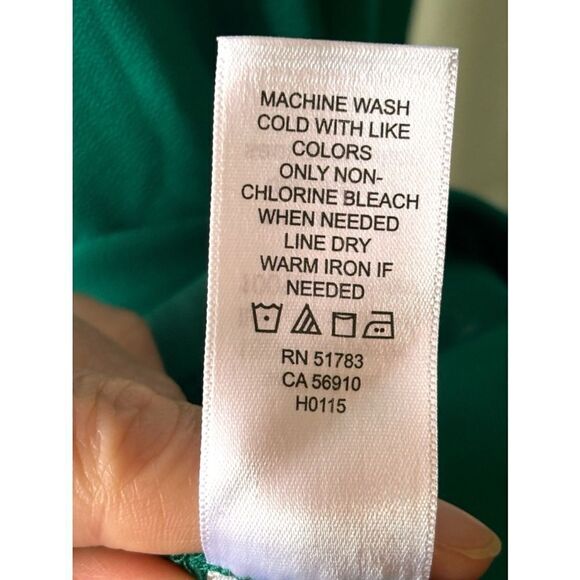 MACHINE WASH
COLD WITH LIKE
COLORS
ONLY NON-
CHLORINE BLEACH
WHEN NEEDED
LINE DRY
WARM IRON IF
NEEDED
RN 51783
CA 56910
H0115